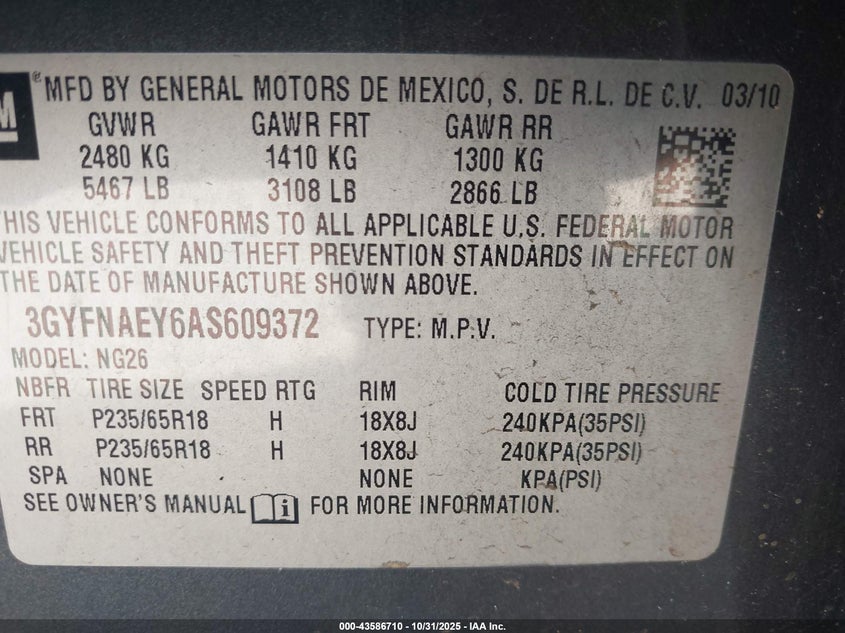 M
® MFD BY GENERAL MOTORS DE MEXICO, S. DE R.L. DE C.V. 03/10
GVWR GAWR FRT GAWR RR
2480 KG 1410 KG 1300 KG
5467 LB 3108 LB 2866 LB
THIS VEHICLE CONFORMS TO ALL APPLICABLE U.S. FEDERAL MOTOR
VEHICLE SAFETY AND THEFT PREVENTION STANDARDS IN EFFECT ON
THE DATE OF MANUFACTURE SHOWN ABOVE.
3GYFNAEY6AS609372 TYPE: M.P.V.
MODEL: NG26
NBFR TIRE SIZE SPEED RTG RIM COLD TIRE PRESSURE
FRT P235/65R18 H 18X8J 240KPA(35PSI)
RR P235/65R18 H 18X8J 240KPA(35PSI)
SPA NONE NONE KPA(PSI)
SEE OWNER'S MANUAL FOR MORE INFORMATION.
000-43586710 - 10/31/2025 - IAA Inc.